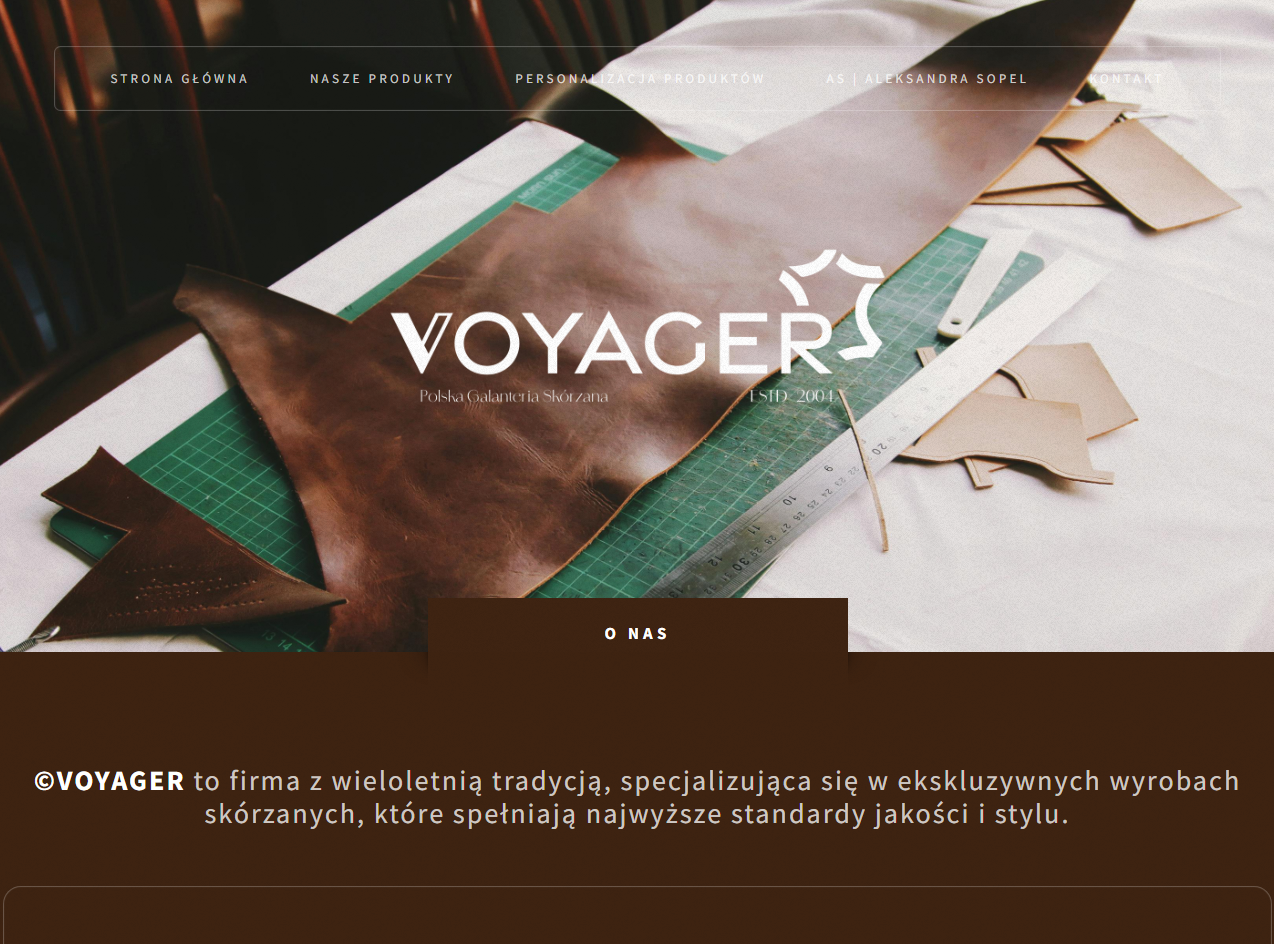 STRONA GŁÓWNA
NASZE PRODUKTY
PERSONALIZACJA PRODUKTÓW
AS | ALEKSANDRA SOPEL
KONTAKT
VOYAGER
Polska Galanteria Skórzana
ESTD 2004
O NAS
©VOYAGER to firma z wieloletnią tradycją, specjalizująca się w ekskluzywnych wyrobach
skórzanych, które spełniają najwyższe standardy jakości i stylu.